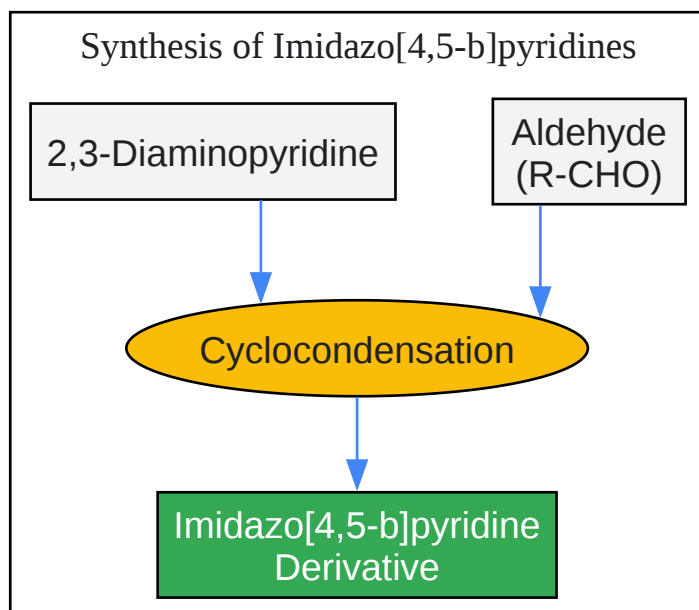 Synthesis of Imidazo[4,5-b]pyridines
2,3-Diaminopyridine
Aldehyde
(R-CHO)
Cyclocondensation
Imidazo[4,5-b]pyridine
Derivative